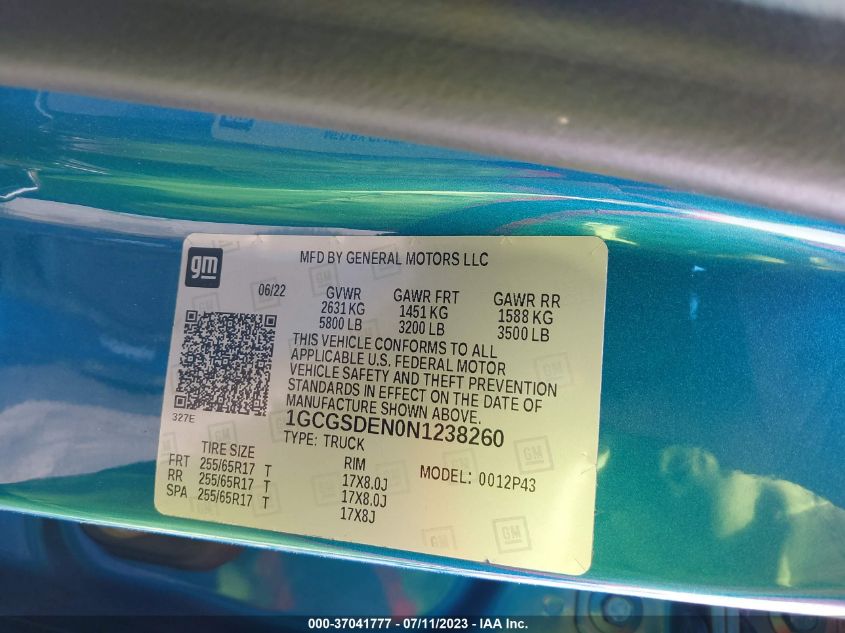 gm
MFD BY GENERAL MOTORS LLC
06/22
GVWR GAWR FRT GAWR RR
2631 KG 1451 KG 1588 KG
5800 LB 3200 LB 3500 LB
THIS VEHICLE CONFORMS TO ALL
APPLICABLE U.S. FEDERAL MOTOR
VEHICLE SAFETY AND THEFT PREVENTION
STANDARDS IN EFFECT ON THE DATE OF
MANUFACTURE SHOWN ABOVE.
327E
1GCGSDEN0N1238260
TYPE: TRUCK
TIRE SIZE RIM MODEL: 0012P43
FRT 255/65R17 T 17X8.0J
RR 255/65R17 T 17X8.0J
SPA 255/65R17 T 17X8J
000-37041777 - 07/11/2023 - IAA Inc.